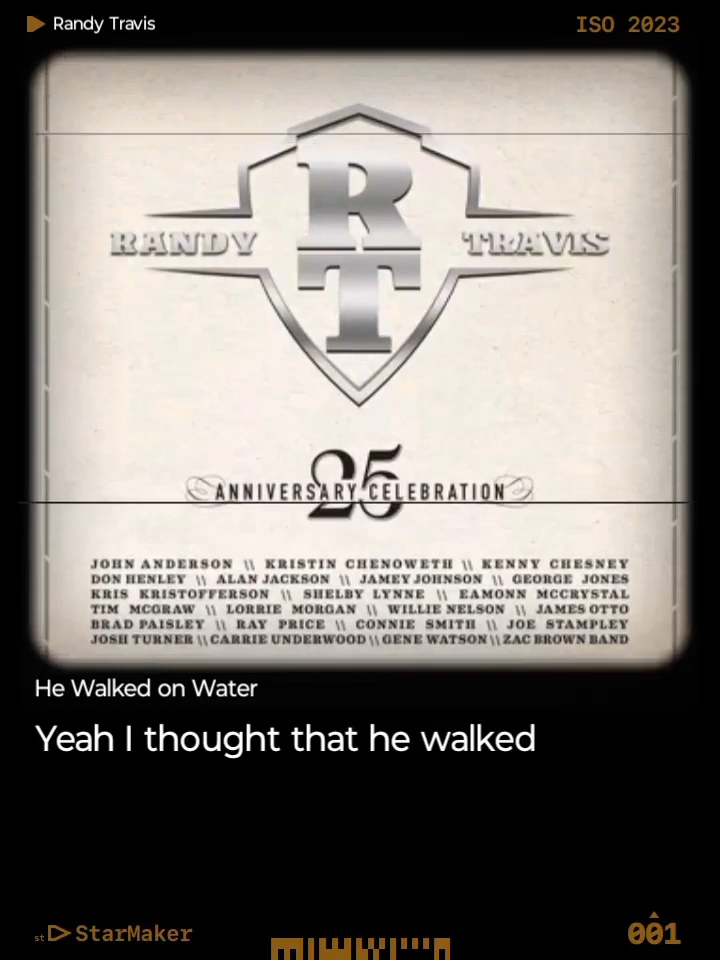 Randy Travis
ISO 2023
R
RANDY TRAVIS
T
25
ANNIVERSARY CELEBRATION
JOHN ANDERSON \\ KRISTIN CHENOWETH \\ KENNY CHESNEY
DON HENLEY \\ ALAN JACKSON \\ JAMEY JOHNSON \\ GEORGE JONES
KRIS KRISTOFFERSON \\ SHELBY LYNNE \\ EAMONN MCCRYSTAL
TIM MCGRAW \\ LORRIE MORGAN \\ WILLIE NELSON \\ JAMES OTTO
BRAD PAISLEY \\ RAY PRICE \\ CONNIE SMITH \\ JOE STAMPLEY
JOSH TURNER \\ CARRIE UNDERWOOD \\ GENE WATSON \\ ZAC BROWN BAND
He Walked on Water
Yeah I thought that he walked
st StarMaker
001